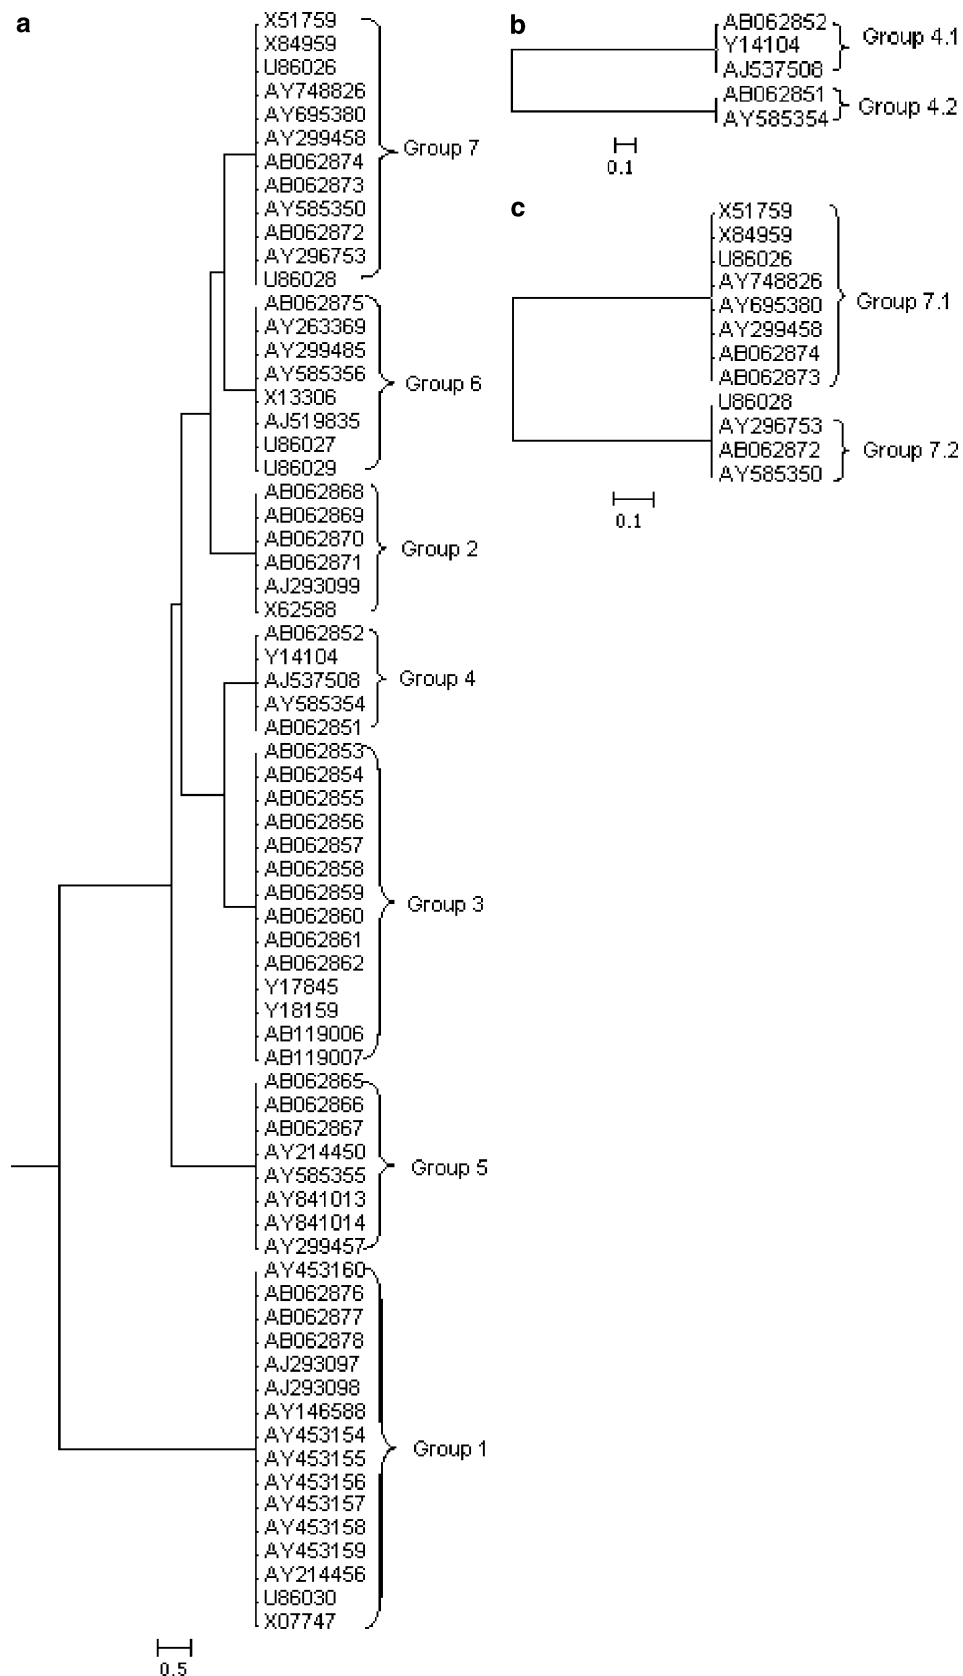 a
X51759
X84959
U86026
AY748826
AY695380
AY299458
AB062874
AB062873
AY585350
AB062872
AY296753
U86028
Group 7
AB062875
AY263369
AY299485
AY585356
X13306
AJ519835
U86027
U86029
Group 6
AB062868
AB062869
AB062870
AB062871
AJ293099
X62588
Group 2
AB062852
Y14104
AJ537508
AY585354
AB062851
Group 4
AB062853
AB062854
AB062855
AB062856
AB062857
AB062858
AB062859
AB062860
AB062861
AB062862
Y17845
Y18159
AB119006
AB119007
Group 3
AB062865
AB062866
AB062867
AY214450
AY585355
AY841013
AY841014
AY299457
Group 5
AY453160
AB062876
AB062877
AB062878
AJ293097
AJ293098
AY146588
AY453154
AY453155
AY453156
AY453157
AY453158
AY453159
AY214456
U86030
X07747
Group 1
0.5
b
AB062852
Y14104
AJ537508
Group 4.1
AB062851
AY585354
Group 4.2
0.1
c
X51759
X84959
U86026
AY748826
AY695380
AY299458
AB062874
AB062873
Group 7.1
U86028
AY296753
AB062872
AY585350
Group 7.2
0.1